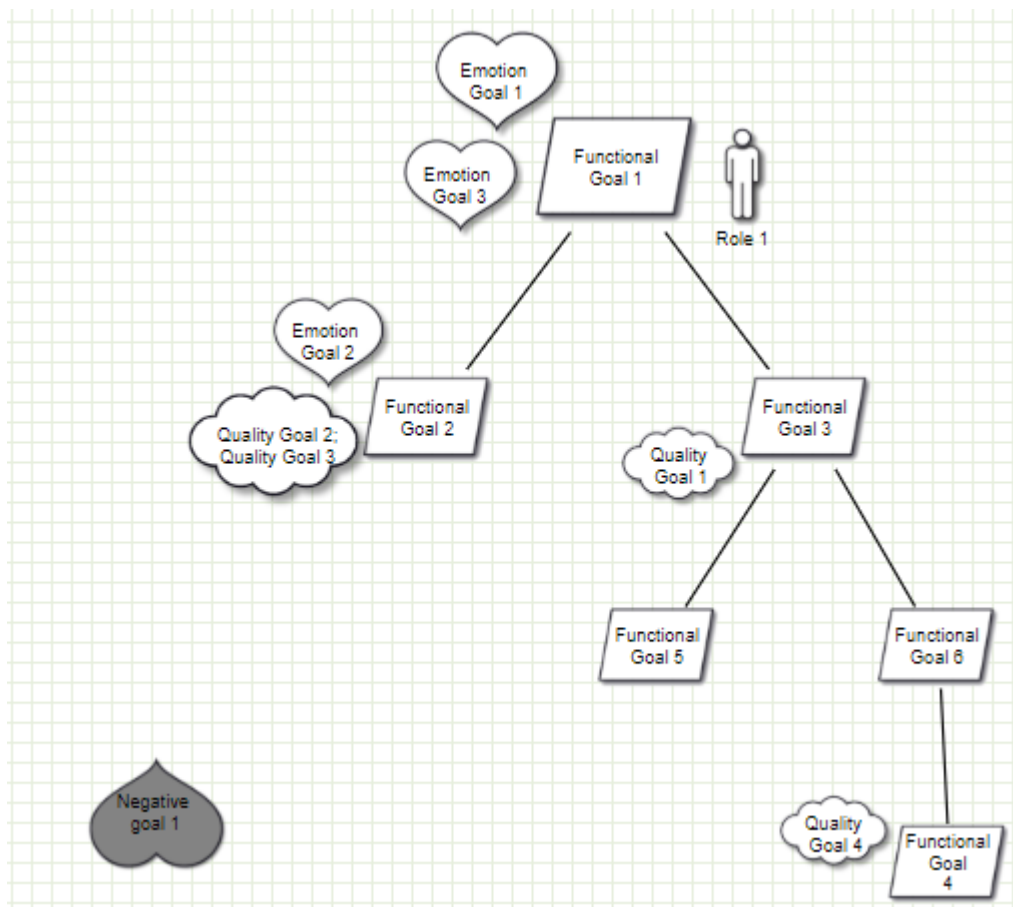 Emotion
Goal 1
Functional
Goal 1
Emotion
Goal 3
Role 1
Emotion
Goal 2
Functional
Goal 2
Quality Goal 2;
Quality Goal 3
Functional
Goal 3
Quality
Goal 1
Functional
Goal 5
Functional
Goal 6
Negative
goal 1
Quality
Goal 4
Functional
Goal
4